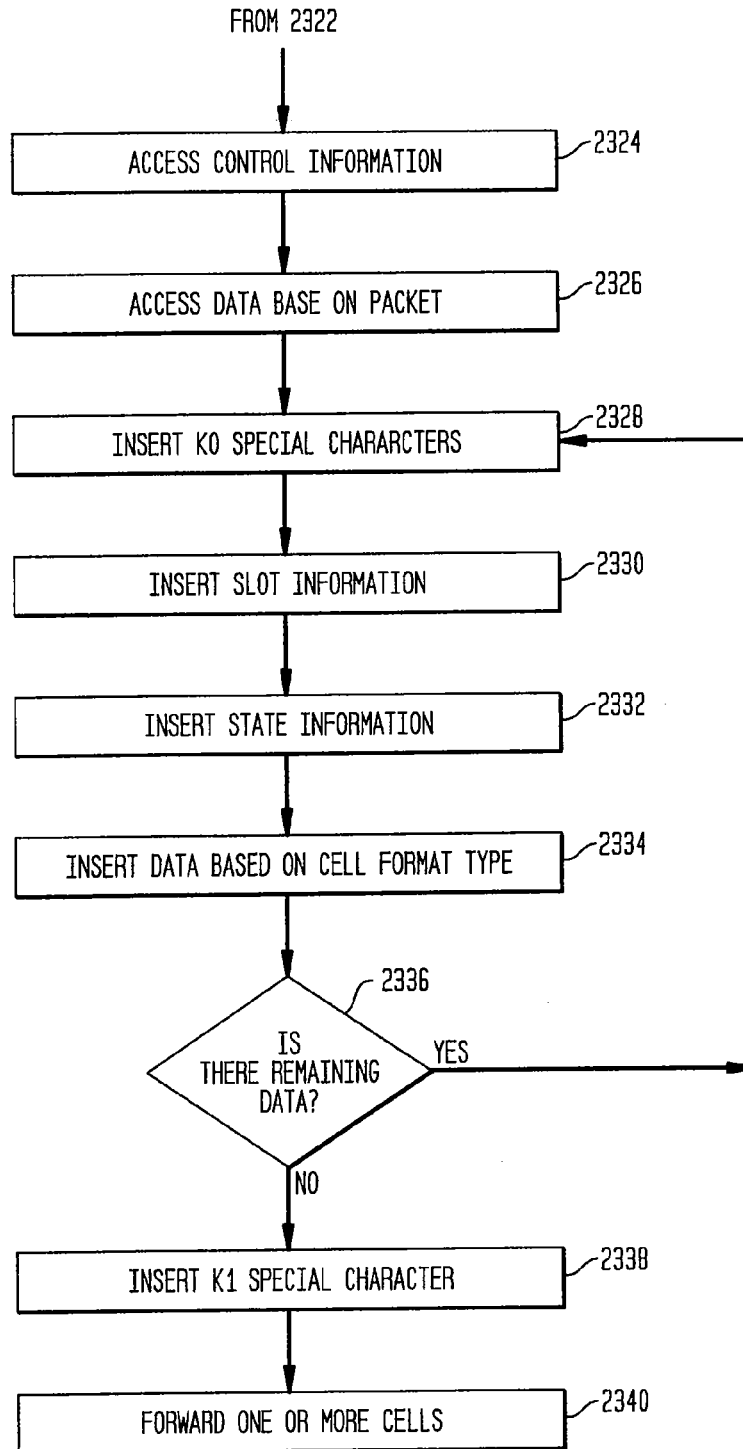 FROM 2322
ACCESS CONTROL INFORMATION
2324
ACCESS DATA BASE ON PACKET
2326
INSERT K0 SPECIAL CHARARCTERS
2328
INSERT SLOT INFORMATION
2330
INSERT STATE INFORMATION
2332
INSERT DATA BASED ON CELL FORMAT TYPE
2334
2336
IS
THERE REMAINING
DATA?
YES
NO
INSERT K1 SPECIAL CHARACTER
2338
FORWARD ONE OR MORE CELLS
2340